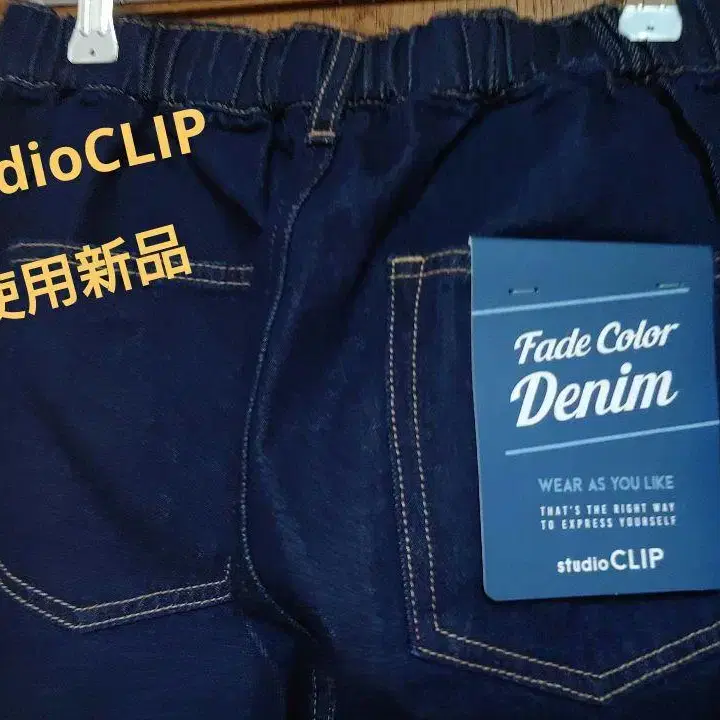 dioCLIP
使用新品
Fade Color
Denim
WEAR AS YOU LIKE
THAT'S THE RIGHT WAY
TO EXPRESS YOURSELF
studioCLIP